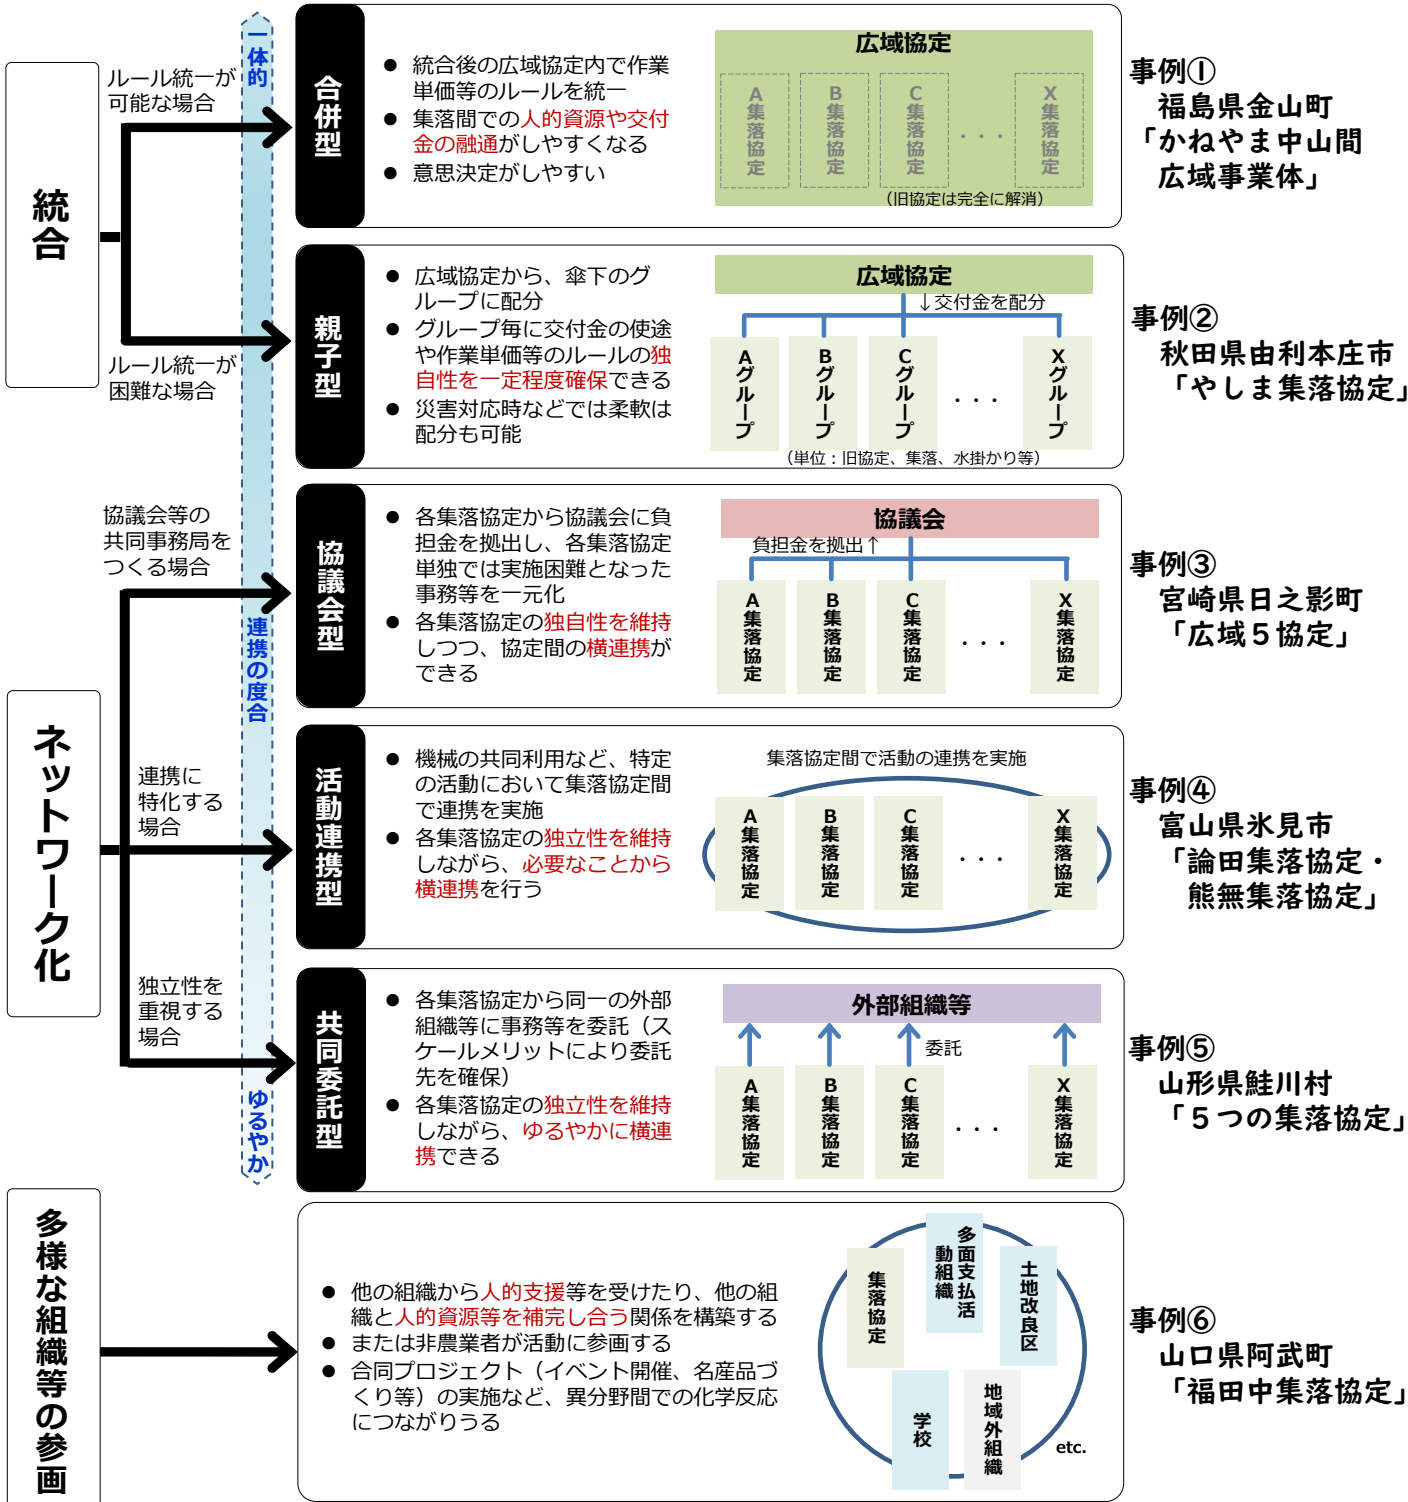 統合
ルール統一が
可能な場合
ルール統一が
困難な場合
一体的
連携の度合
ゆるやか
合併型
● 統合後の広域協定内で作業
単価等のルールを統一
● 集落間での人的資源や交付
金の融通がしやすくなる
● 意思決定がしやすい
広域協定
A集落協定
B集落協定
C集落協定
・・・
X集落協定
（旧協定は完全に解消）
事例①
福島県金山町
「かねやま中山間
広域事業体」
親子型
● 広域協定から、傘下のグ
ループに配分
● グループ毎に交付金の使途
や作業単価等のルールの独
自性を一定程度確保できる
● 災害対応時などでは柔軟は
配分も可能
広域協定
↓交付金を配分
Aグループ
Bグループ
Cグループ
・・・
Xグループ
（単位：旧協定、集落、水掛かり等）
事例②
秋田県由利本庄市
「やしま集落協定」
ネットワーク化
協議会等の
共同事務局を
つくる場合
連携に
特化する
場合
独立性を
重視する
場合
協議会型
● 各集落協定から協議会に負
担金を拠出し、各集落協定
単独では実施困難となった
事務等を一元化
● 各集落協定の独自性を維持
しつつ、協定間の横連携が
できる
協議会
負担金を拠出↑
A集落協定
B集落協定
C集落協定
・・・
X集落協定
事例③
宮崎県日之影町
「広域５協定」
活動連携型
● 機械の共同利用など、特定
の活動において集落協定間
で連携を実施
● 各集落協定の独立性を維持
しながら、必要なことから
横連携を行う
集落協定間で活動の連携を実施
A集落協定
B集落協定
C集落協定
・・・
X集落協定
事例④
富山県氷見市
「論田集落協定・
熊無集落協定」
共同委託型
● 各集落協定から同一の外部
組織等に事務等を委託（ス
ケールメリットにより委託
先を確保）
● 各集落協定の独立性を維持
しながら、ゆるやかに横連
携できる
外部組織等
委託
A集落協定
B集落協定
C集落協定
・・・
X集落協定
事例⑤
山形県鮭川村
「５つの集落協定」
多様な組織等の参画
● 他の組織から人的支援等を受けたり、他の組
織と人的資源等を補完し合う関係を構築する
● または非農業者が活動に参画する
● 合同プロジェクト（イベント開催、名産品づ
くり等）の実施など、異分野間での化学反応
につながりうる
集落協定
多面支払活
動組織
土地改良区
学校
地域外組織
etc.
事例⑥
山口県阿武町
「福田中集落協定」